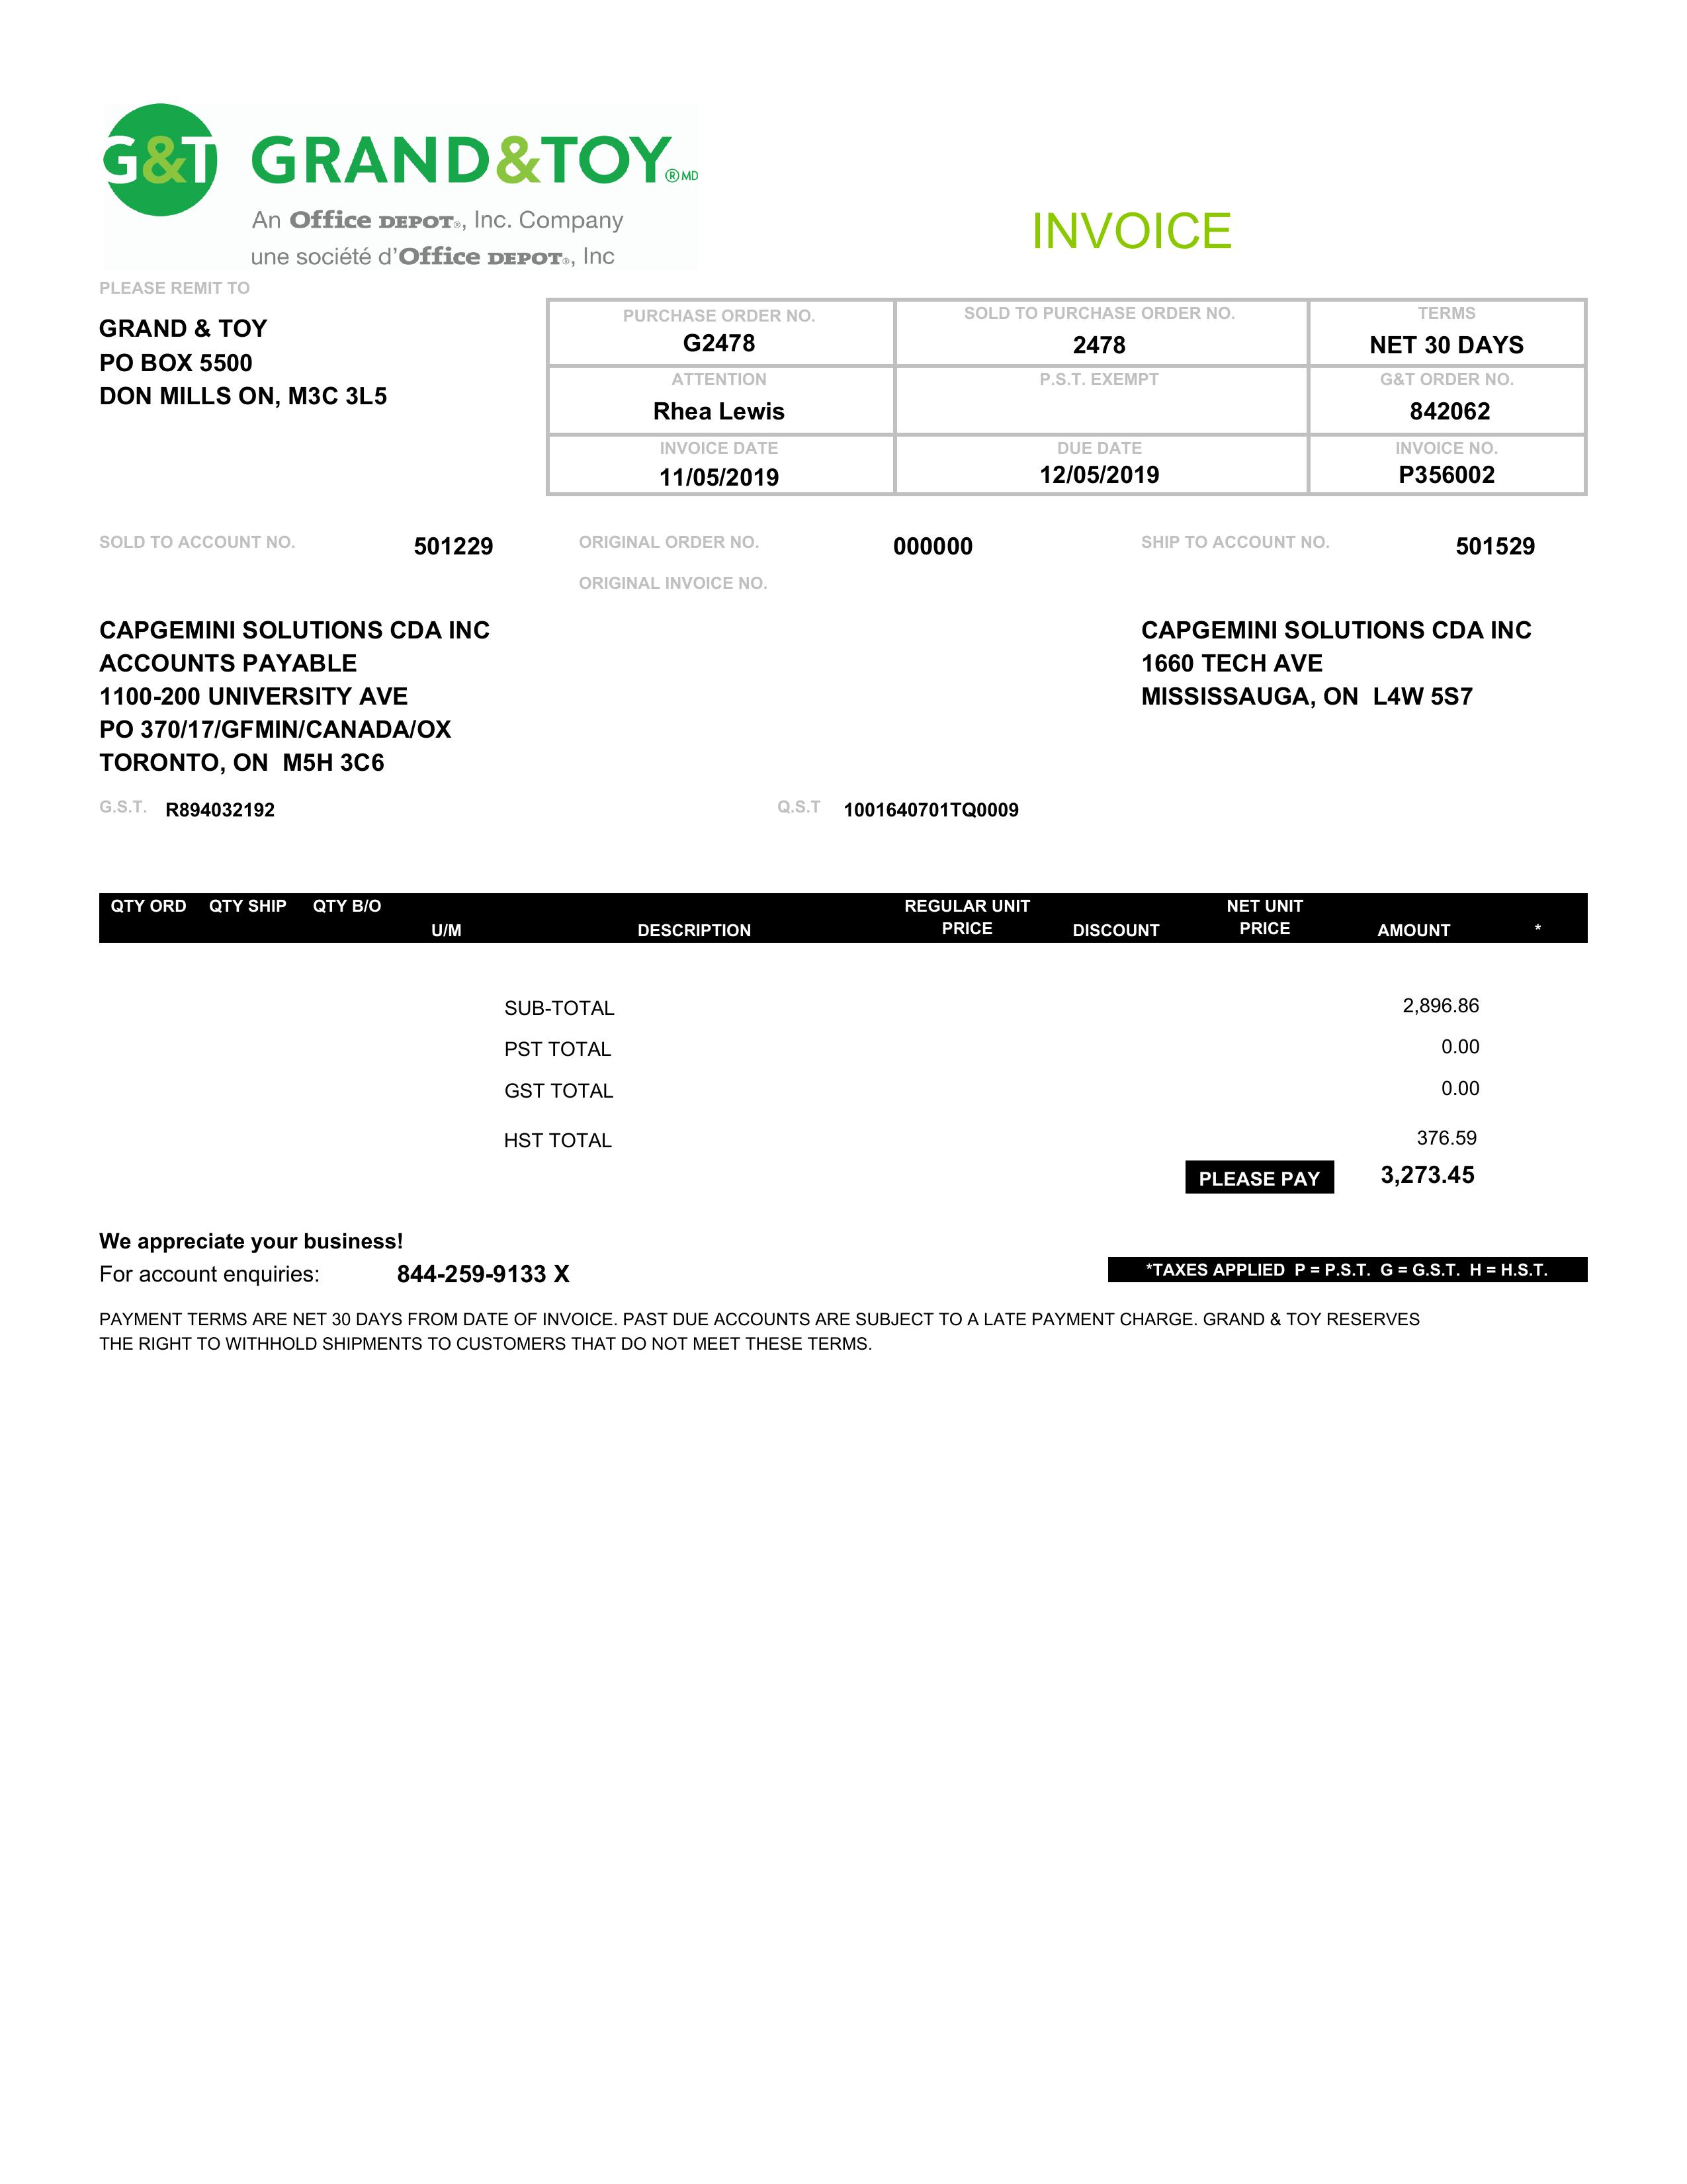 G&T GRAND&TOY® MD
An Office DEPOT®, Inc. Company
une société d'Office DEPOT®, Inc
INVOICE
PLEASE REMIT TO
GRAND & TOY
PO BOX 5500
DON MILLS ON, M3C 3L5
PURCHASE ORDER NO. SOLD TO PURCHASE ORDER NO. TERMS
G2478 2478 NET 30 DAYS
ATTENTION P.S.T. EXEMPT G&T ORDER NO.
Rhea Lewis 842062
INVOICE DATE DUE DATE INVOICE NO.
11/05/2019 12/05/2019 P356002
SOLD TO ACCOUNT NO. 501229 ORIGINAL ORDER NO. 000000 SHIP TO ACCOUNT NO. 501529
ORIGINAL INVOICE NO.
CAPGEMINI SOLUTIONS CDA INC
ACCOUNTS PAYABLE
1100-200 UNIVERSITY AVE
PO 370/17/GFMIN/CANADA/OX
TORONTO, ON M5H 3C6
CAPGEMINI SOLUTIONS CDA INC
1660 TECH AVE
MISSISSAUGA, ON L4W 5S7
G.S.T. R894032192 Q.S.T 1001640701TQ0009
QTY ORD QTY SHIP QTY B/O U/M DESCRIPTION REGULAR UNIT PRICE DISCOUNT NET UNIT PRICE AMOUNT *
SUB-TOTAL 2,896.86
PST TOTAL 0.00
GST TOTAL 0.00
HST TOTAL 376.59
PLEASE PAY 3,273.45
We appreciate your business!
For account enquiries: 844-259-9133 X
*TAXES APPLIED P = P.S.T. G = G.S.T. H = H.S.T.
PAYMENT TERMS ARE NET 30 DAYS FROM DATE OF INVOICE. PAST DUE ACCOUNTS ARE SUBJECT TO A LATE PAYMENT CHARGE. GRAND & TOY RESERVES
THE RIGHT TO WITHHOLD SHIPMENTS TO CUSTOMERS THAT DO NOT MEET THESE TERMS.